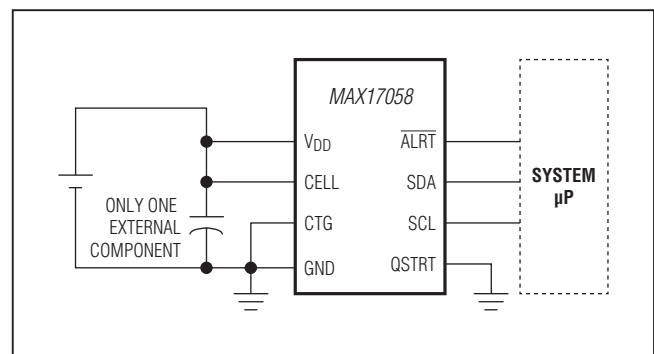 MAX17058
VDD
CELL
CTG
GND
ALRT
SDA
SCL
QSTRT
ONLY ONE
EXTERNAL
COMPONENT
SYSTEM
µP